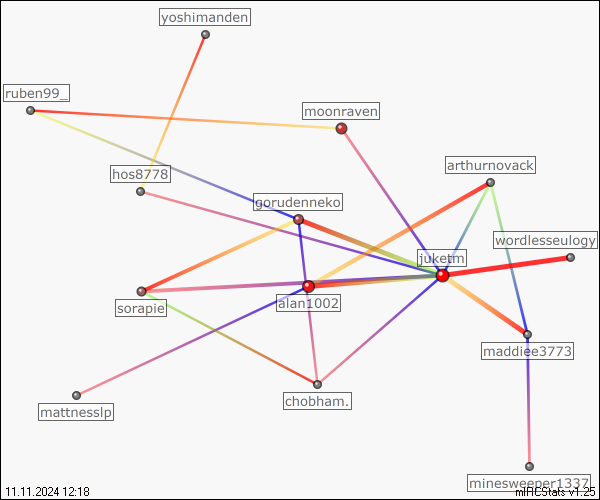 yoshimanden
ruben99_
moonraven
arthurnovack
hos8778
gorudenneko
wordlesseulogy
juketm
sorapie
alan1002
maddiee3773
mattnesslp
chobham.
minesweeper1337
11.11.2024 12:18
mIRCStats v1.25